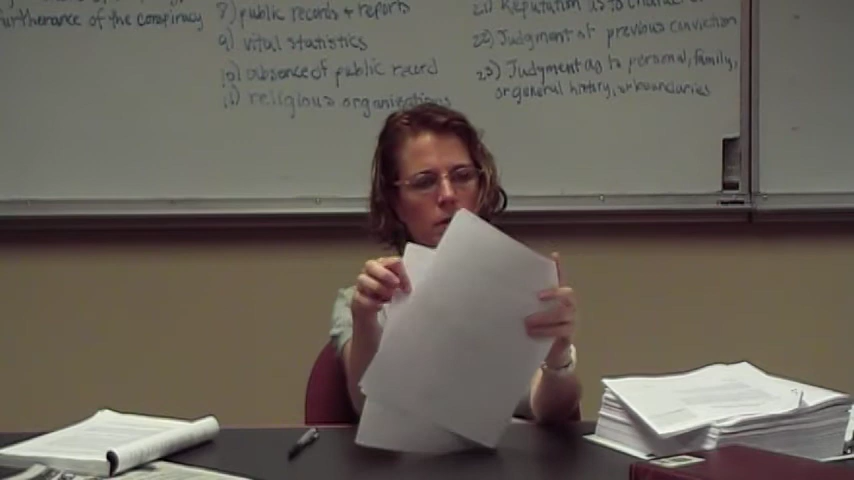 furtherance of the conspiracy
8) public records + reports
9) vital statistics
10) absence of public record
11) religious organizations
21) Reputation as to
22) Judgment of previous conviction
23) Judgment as to personal, family,
or general history, or boundaries